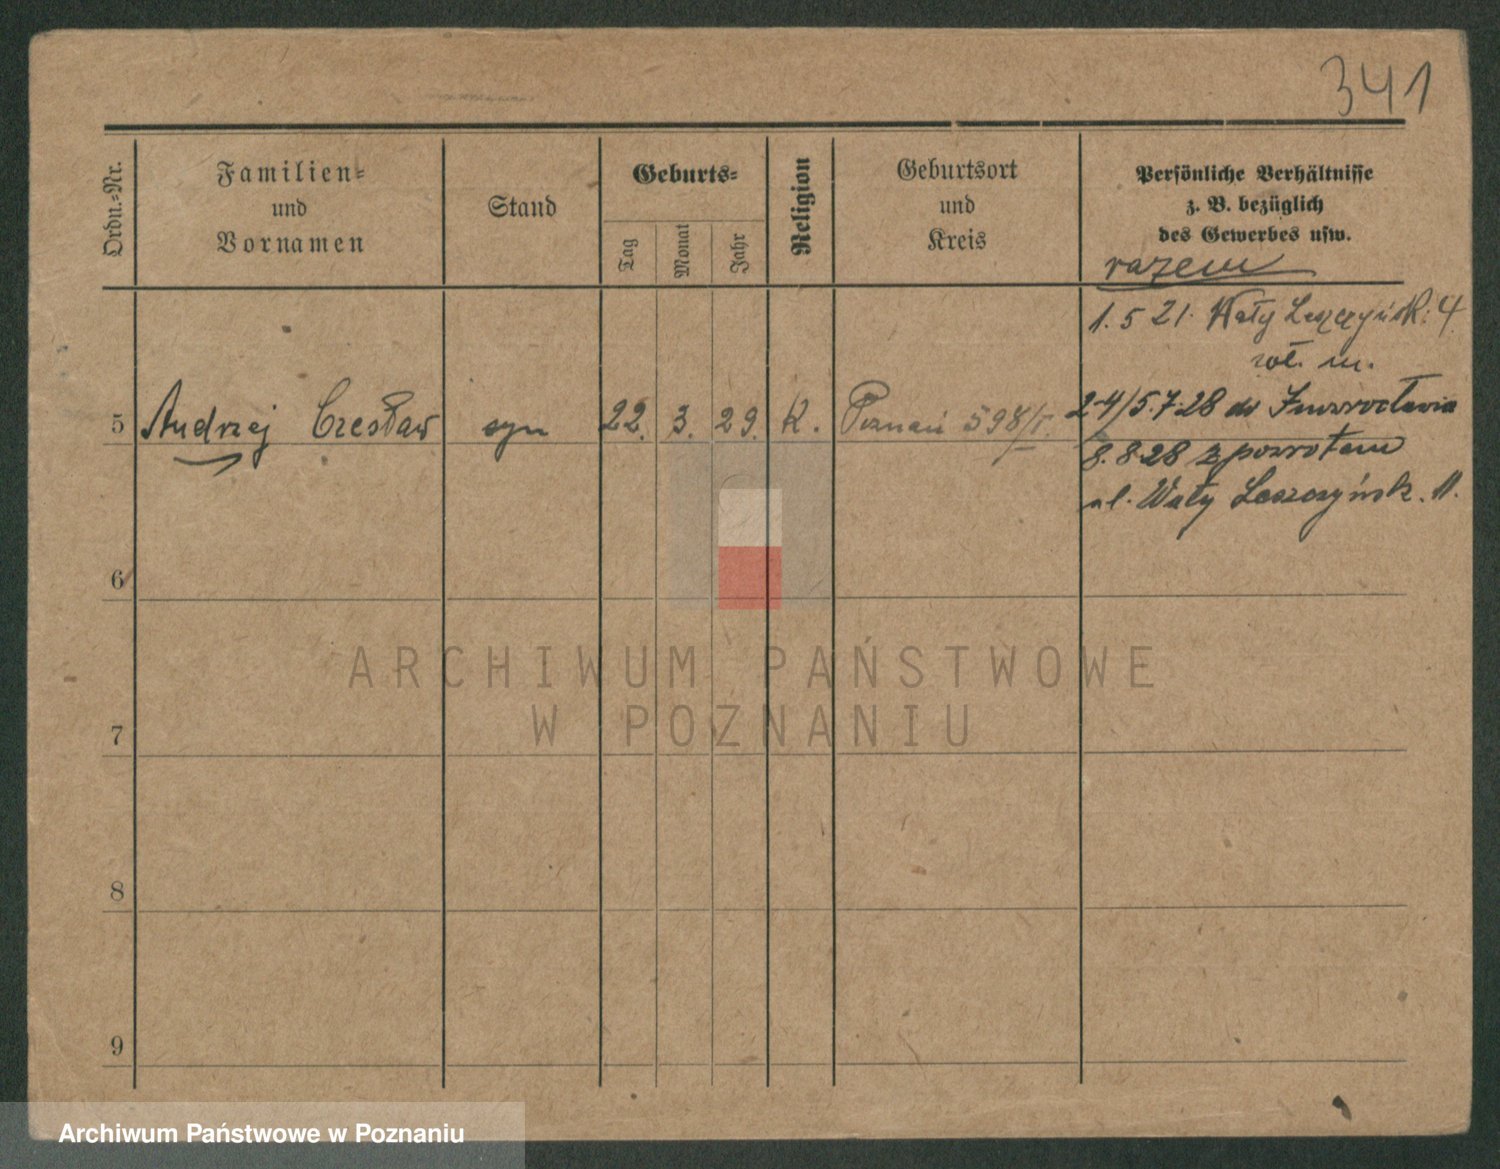 341
Ordn.-Nr.
Familien-
und
Vornamen
Stand
Geburts-
Tag
Monat
Jahr
Religion
Geburtsort
und
Kreis
Persönliche Verhältnisse
z. B. bezüglich
des Gewerbes usw.
razem
1.5 21. Wały Leszczyńsk. 4
5 Andrzej Czesław syn 22. 3. 29. K. Poznań 598/I.
24/5.7.28 do Inowrocławia
8.8.28 z powrotem
ul. Wały Leszczyńsk. 11.
6
7
8
9
ARCHIWUM PAŃSTWOWE
W POZNANIU
Archiwum Państwowe w Poznaniu